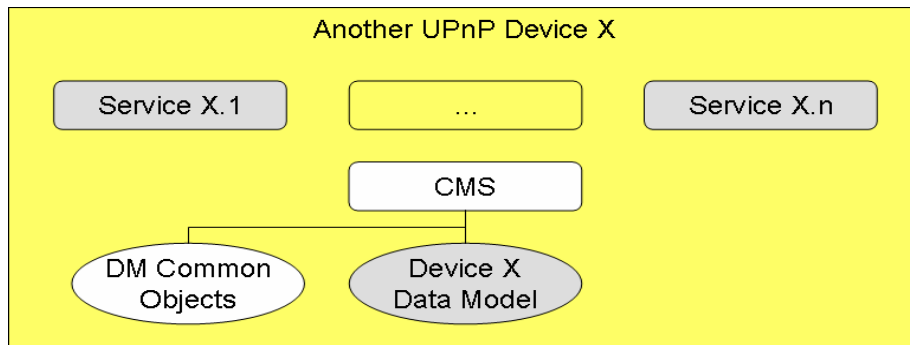 Another UPnP Device X
Service X.1
...
Service X.n
CMS
DM Common
Objects
Device X
Data Model